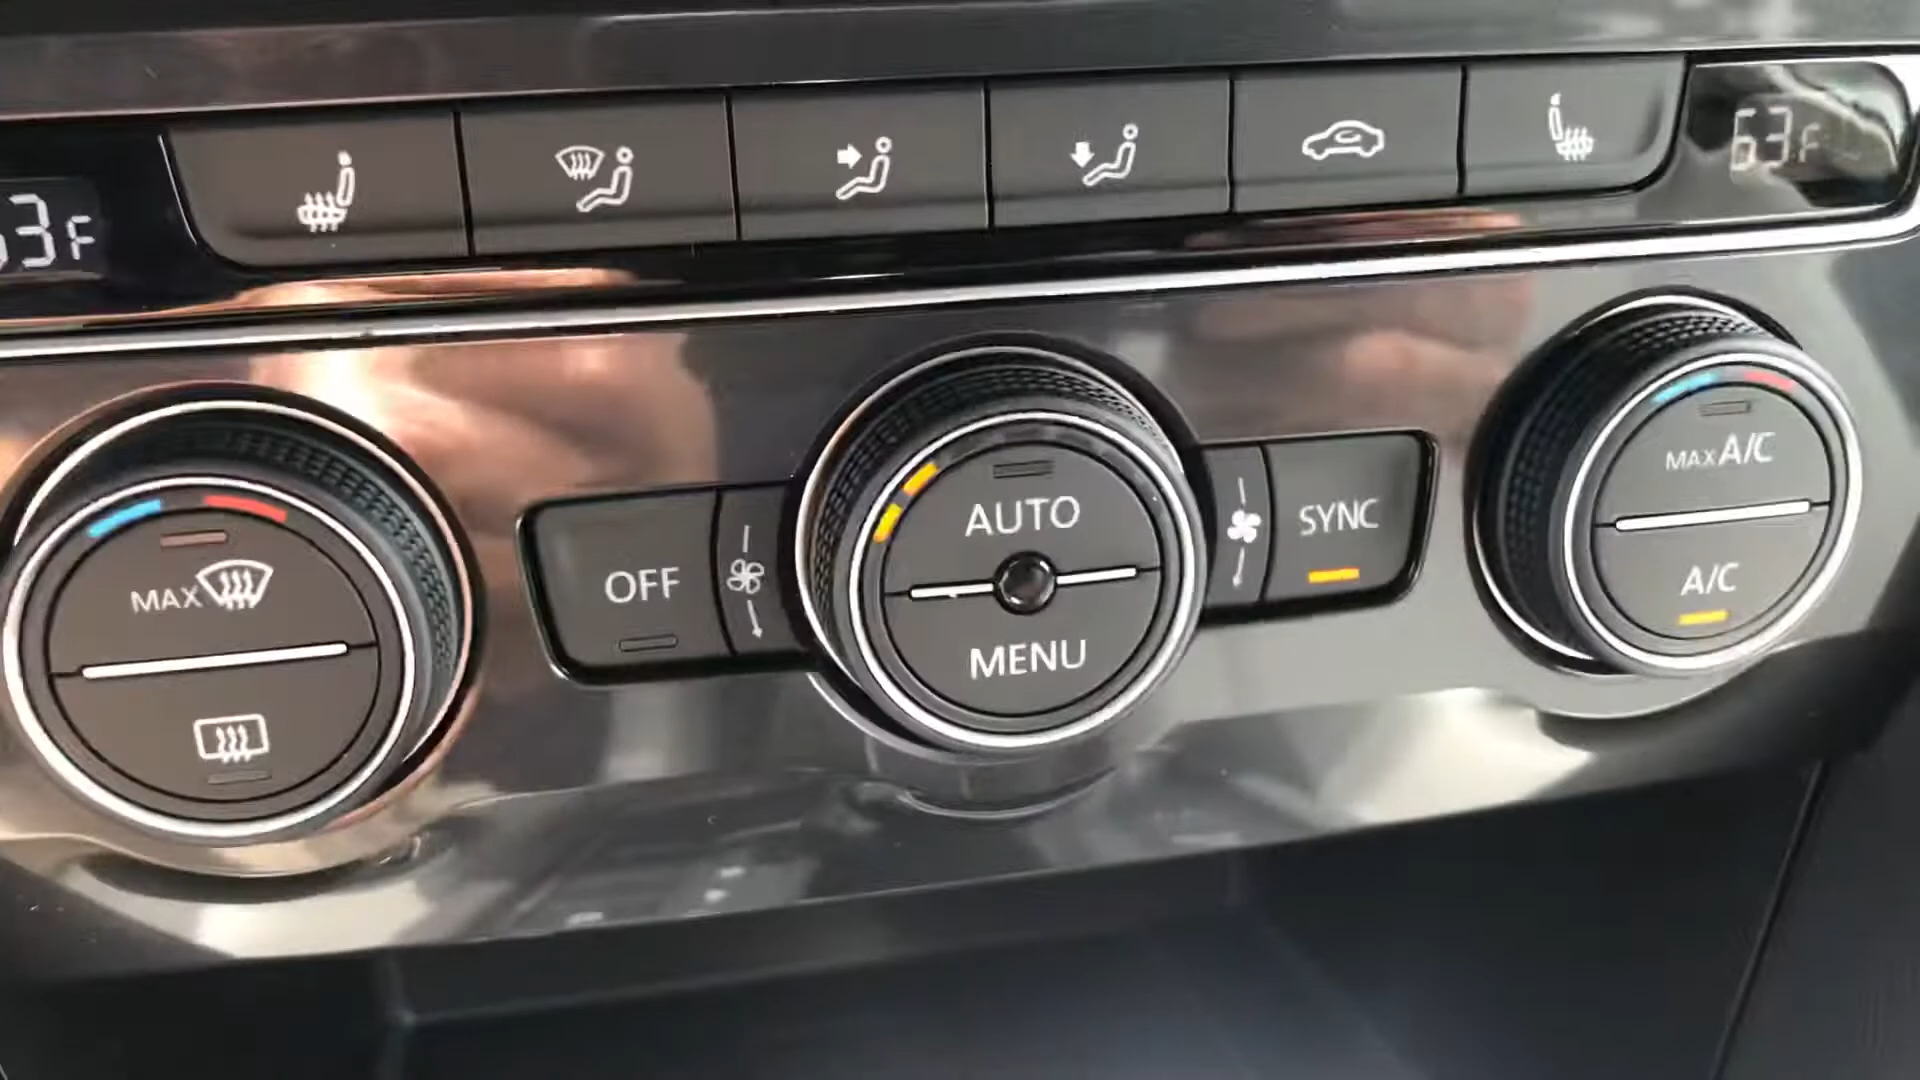 3F
63F
MAX
OFF
AUTO
MENU
SYNC
MAX A/C
A/C